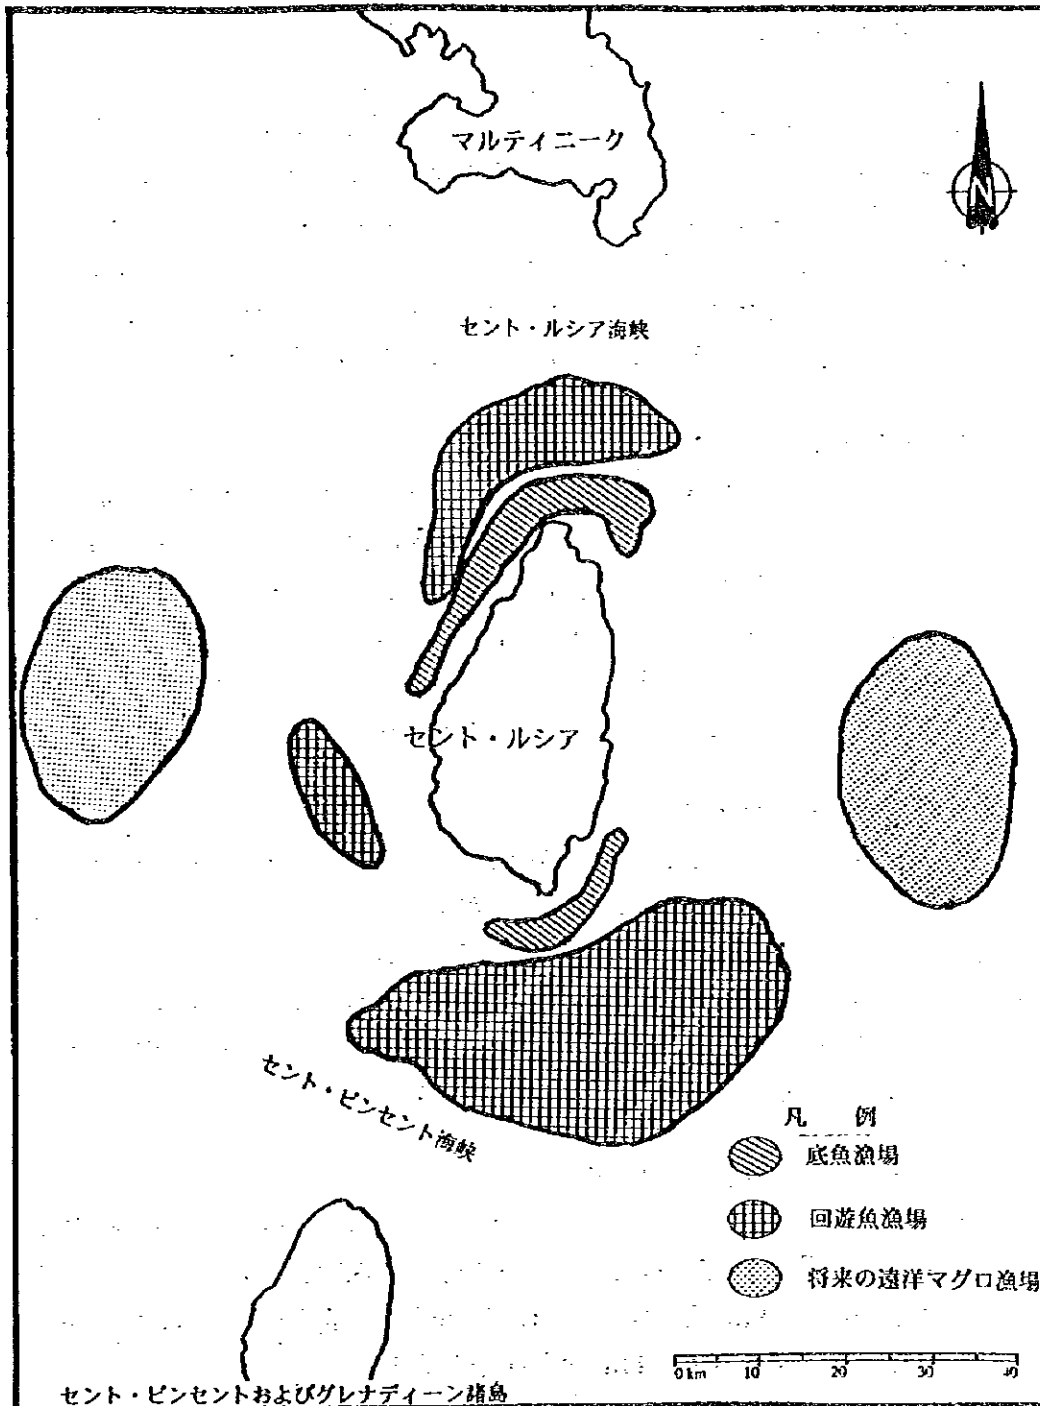 マルティニーク
N
セント・ルシア海峡
セント・ルシア
セント・ビンセント海峡
凡 例
底魚漁場
回遊魚漁場
将来の遠洋マグロ漁場
0 km 10 20 30 40
セント・ビンセントおよびグレナディーン諸島